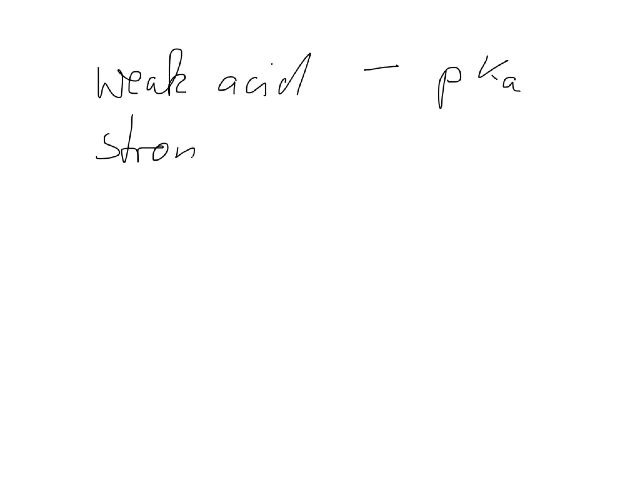 weak acid – pKa
stron